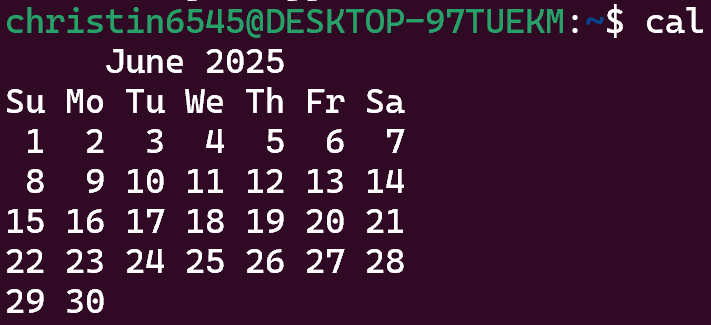 christin6545@DESKTOP-97TUEKM:~$ cal
     June 2025
Su Mo Tu We Th Fr Sa
 1  2  3  4  5  6  7
 8  9 10 11 12 13 14
15 16 17 18 19 20 21
22 23 24 25 26 27 28
29 30